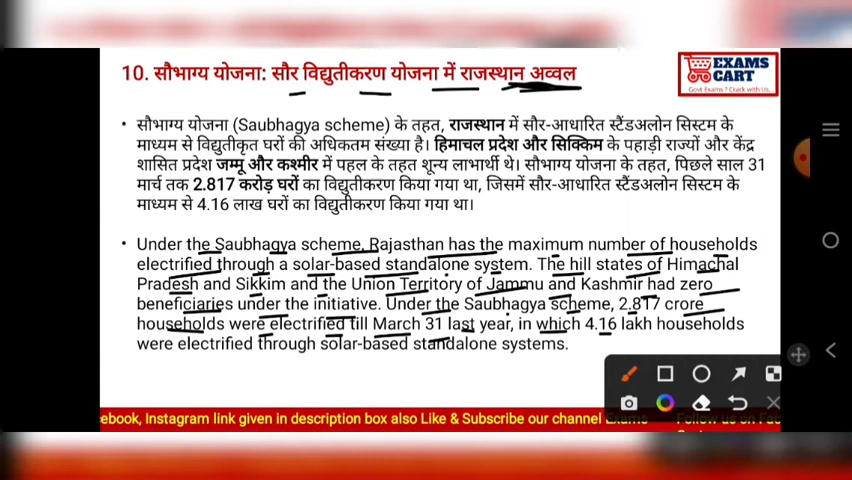 10. सौभाग्य योजना: सौर विद्युतीकरण योजना में राजस्थान अव्वल
EXAMS
CART
Govt Exams ? Crack with Us..
• सौभाग्य योजना (Saubhagya scheme) के तहत, राजस्थान में सौर-आधारित स्टैंडअलोन सिस्टम के
माध्यम से विद्युतीकृत घरों की अधिकतम संख्या है। हिमाचल प्रदेश और सिक्किम के पहाड़ी राज्यों और केंद्र
शासित प्रदेश जम्मू और कश्मीर में पहल के तहत शून्य लाभार्थी थे। सौभाग्य योजना के तहत, पिछले साल 31
मार्च तक 2.817 करोड़ घरों का विद्युतीकरण किया गया था, जिसमें सौर-आधारित स्टैंडअलोन सिस्टम के
माध्यम से 4.16 लाख घरों का विद्युतीकरण किया गया था।
• Under the Saubhagya scheme, Rajasthan has the maximum number of households
electrified through a solar-based standalone system. The hill states of Himachal
Pradesh and Sikkim and the Union Territory of Jammu and Kashmir had zero
beneficiaries under the initiative. Under the Saubhagya scheme, 2.817 crore
households were electrified till March 31 last year, in which 4.16 lakh households
were electrified through solar-based standalone systems.
ebook, Instagram link given in description box also Like & Subscribe our channel Exams
Follow us on Fac